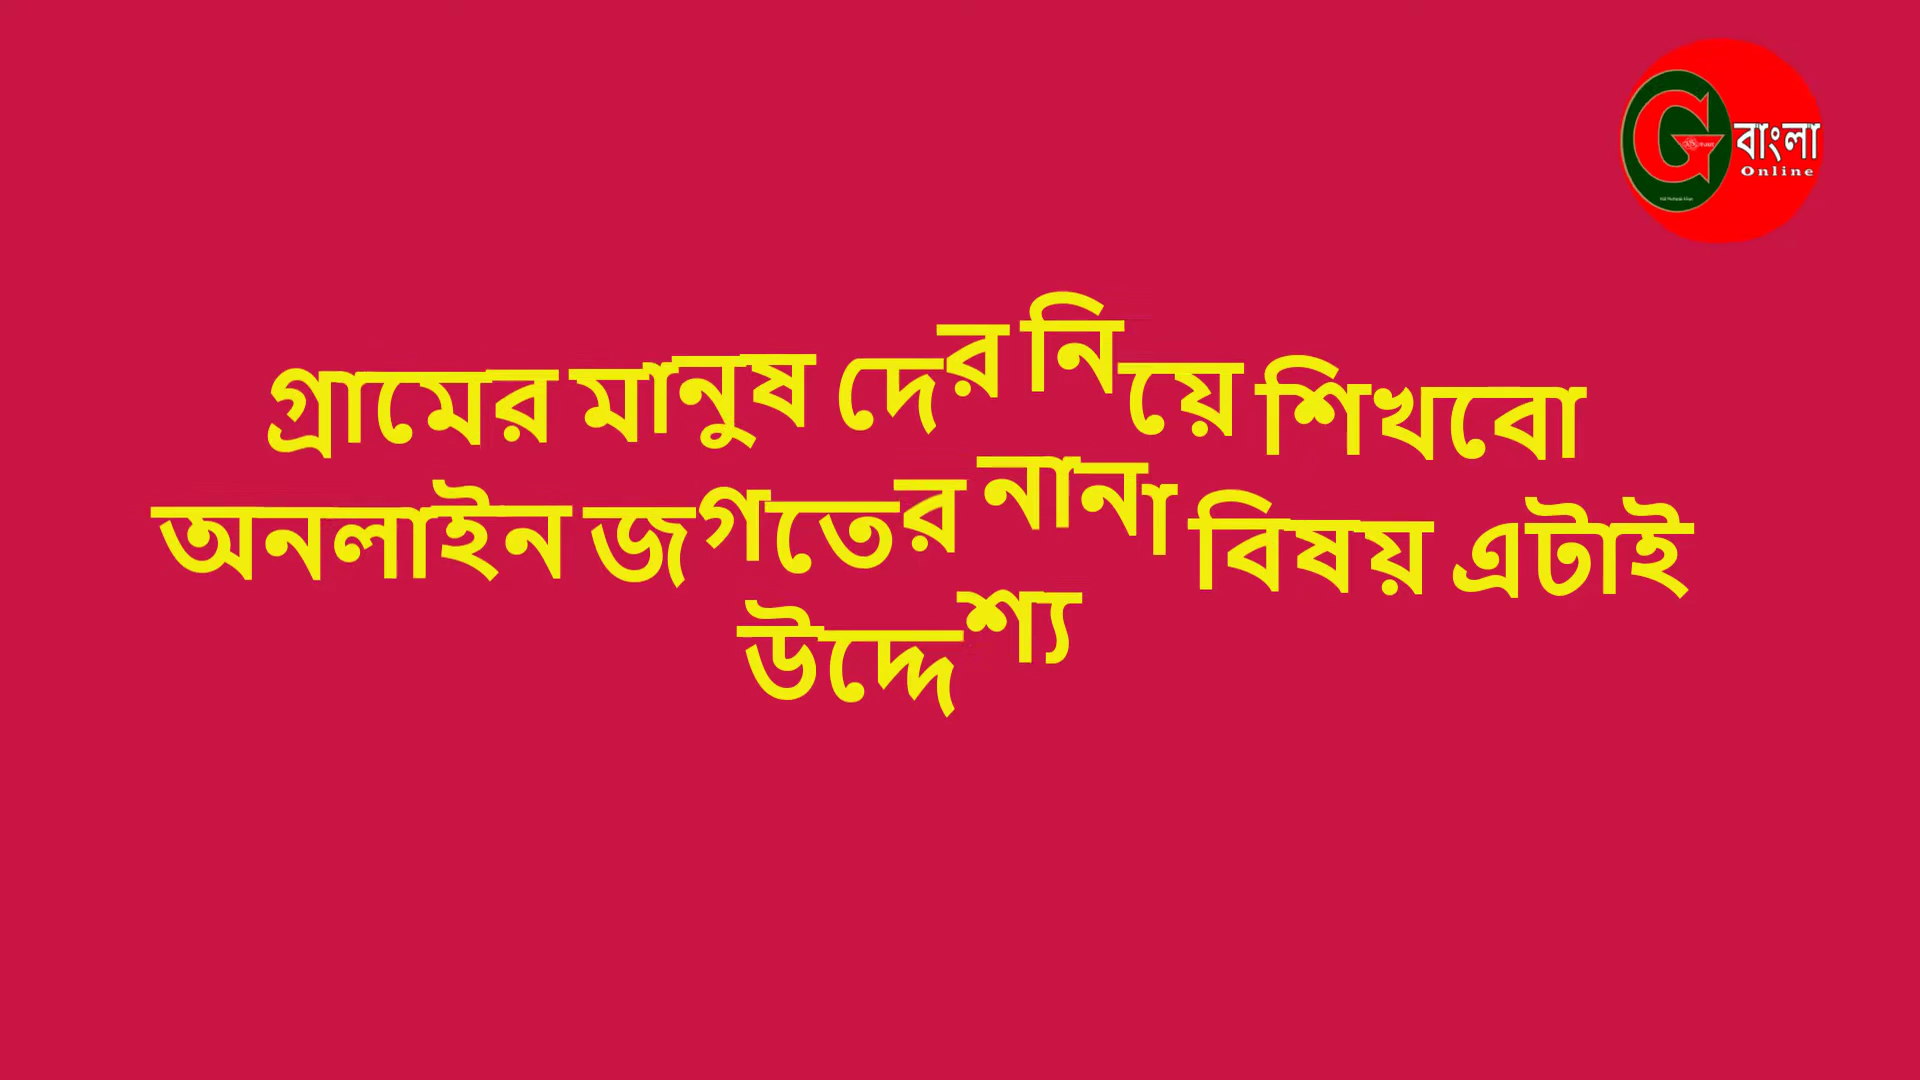 বাংলা
Online
গ্রামের মানুষ দের নিয়ে শিখবো
অনলাইন জগতের নানা বিষয় এটাই
উদ্দেশ্য